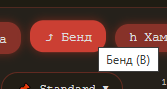 ⤴ Бенд
h Хам
Бенд (B)
Standard ▼